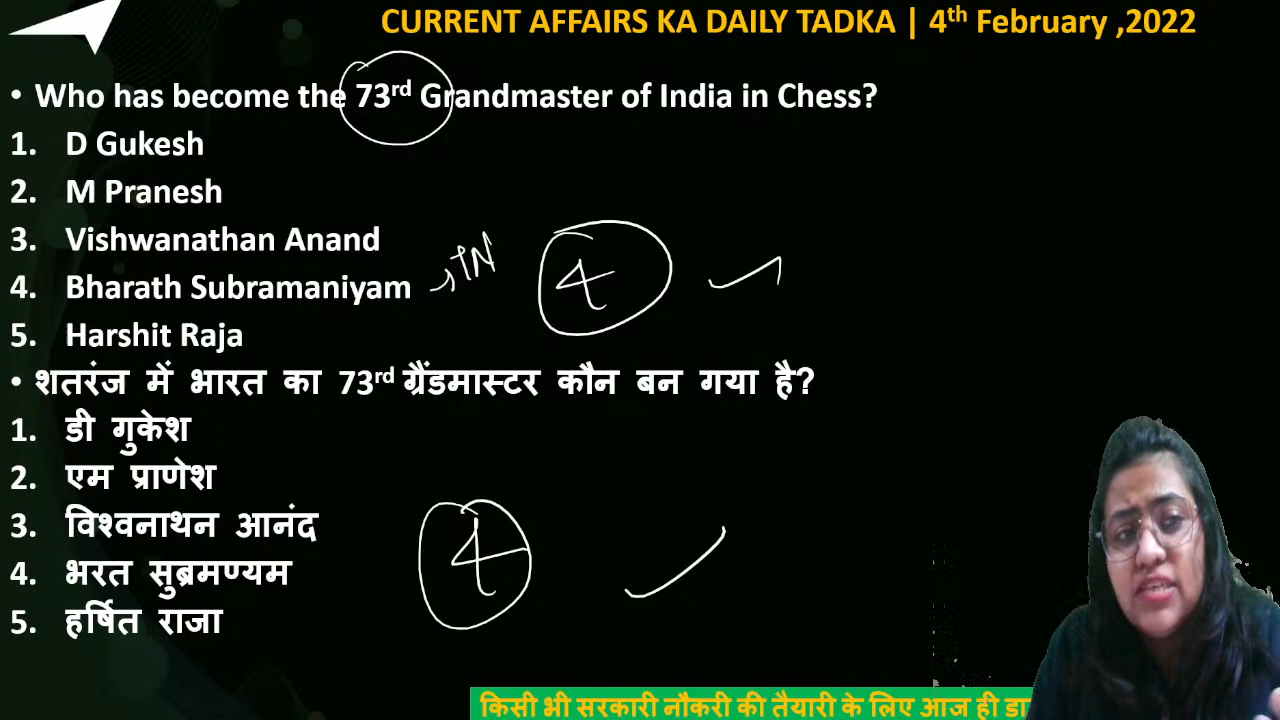 CURRENT AFFAIRS KA DAILY TADKA | 4th February ,2022
• Who has become the 73rd Grandmaster of India in Chess?
1. D Gukesh
2. M Pranesh
3. Vishwanathan Anand
4. Bharath Subramaniyam → TN 4
5. Harshit Raja
• शतरंज में भारत का 73rd ग्रैंडमास्टर कौन बन गया है?
1. डी गुकेश
2. एम प्राणेश
3. विश्वनाथन आनंद
4. भरत सुब्रमण्यम 4
5. हर्षित राजा
किसी भी सरकारी नौकरी की तैयारी के लिए आज ही डा